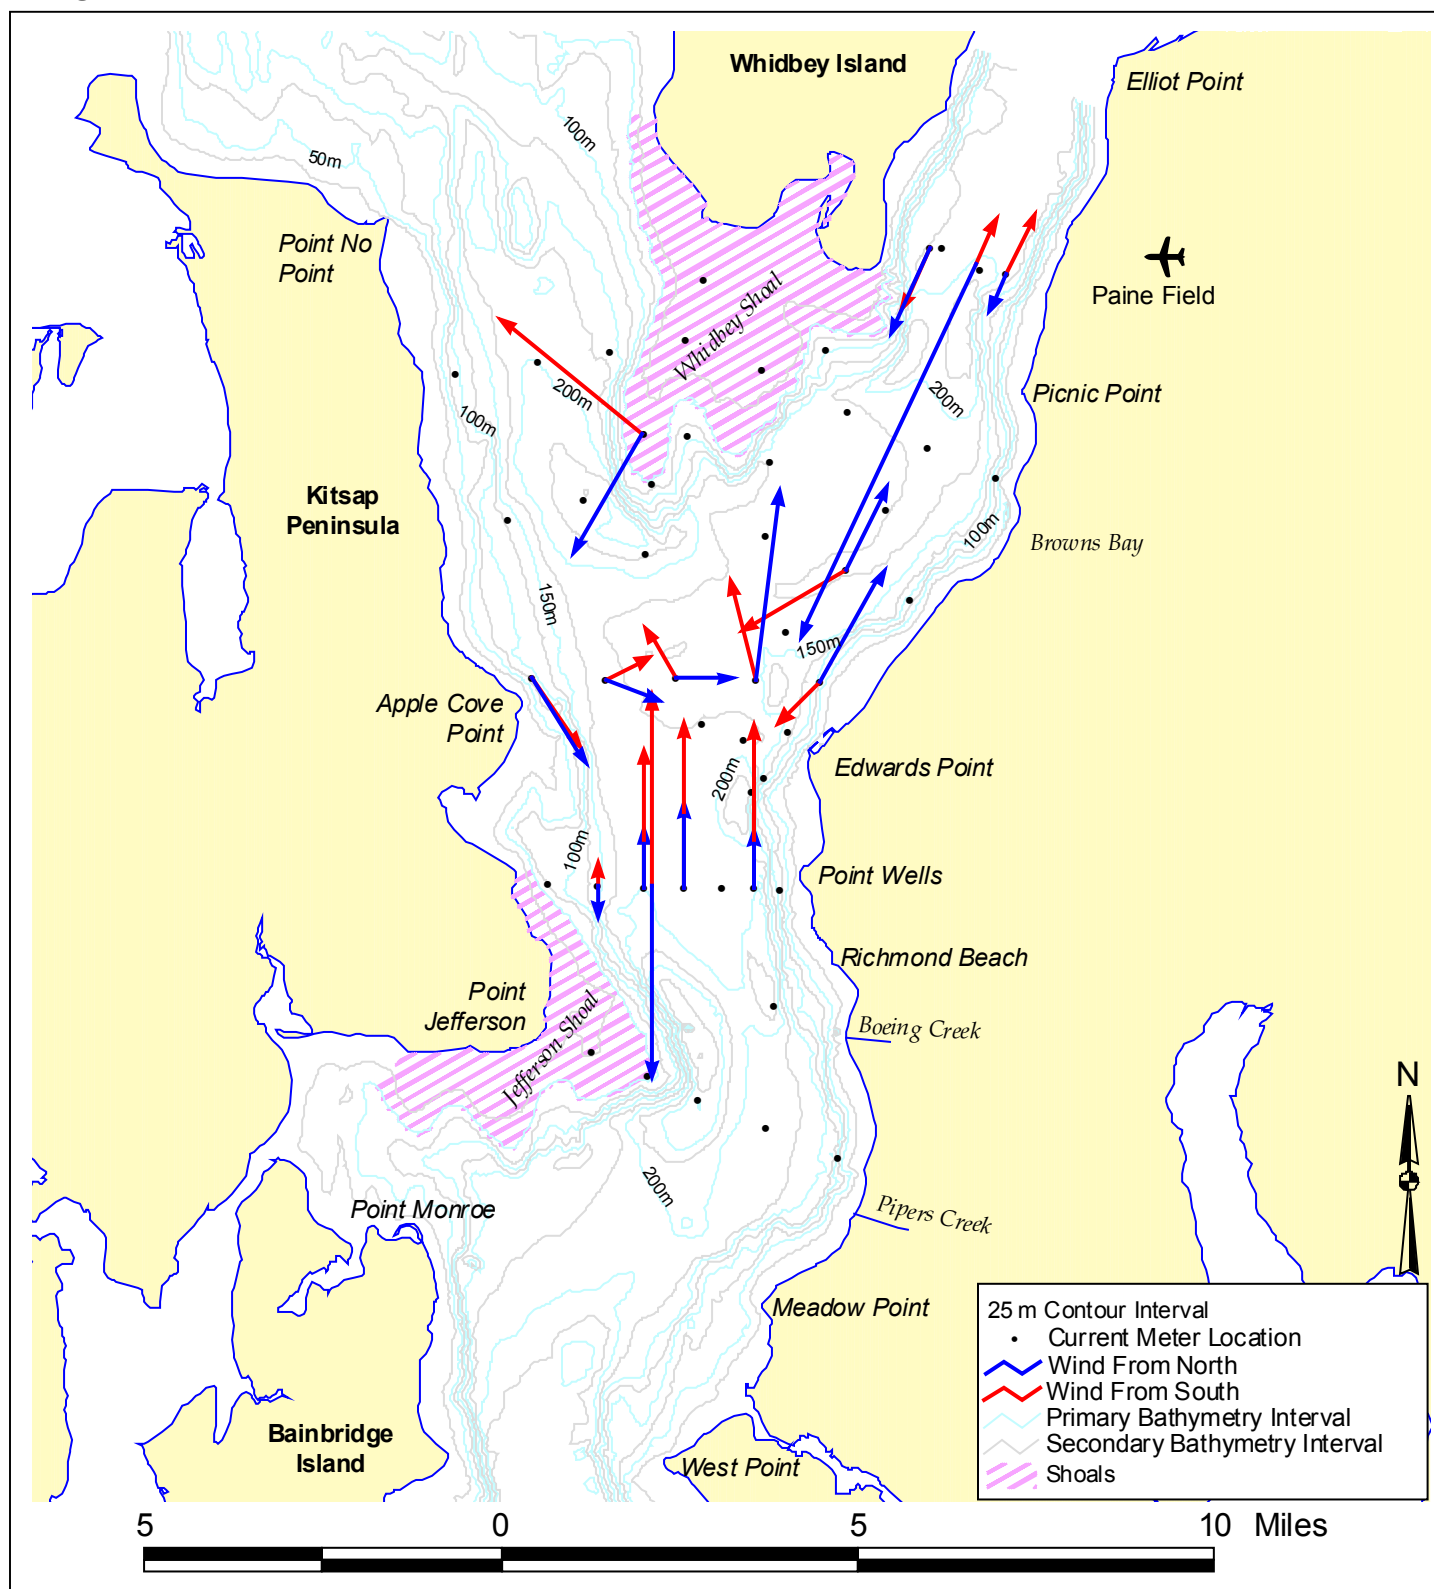 Whidbey Island
Elliot Point
100m
50m
Point No
Point
Paine Field
Whidbey Shoal
200m
200m
Picnic Point
100m
Kitsap
Peninsula
100m
Browns Bay
150m
150m
Apple Cove
Point
Edwards Point
200m
100m
Point Wells
Richmond Beach
Point
Jefferson
Jefferson Shoal
Boeing Creek
N
200m
Point Monroe
Pipers Creek
Meadow Point
25 m Contour Interval
Current Meter Location
Wind From North
Wind From South
Primary Bathymetry Interval
Secondary Bathymetry Interval
Shoals
Bainbridge
Island
West Point
5 0 5 10 Miles